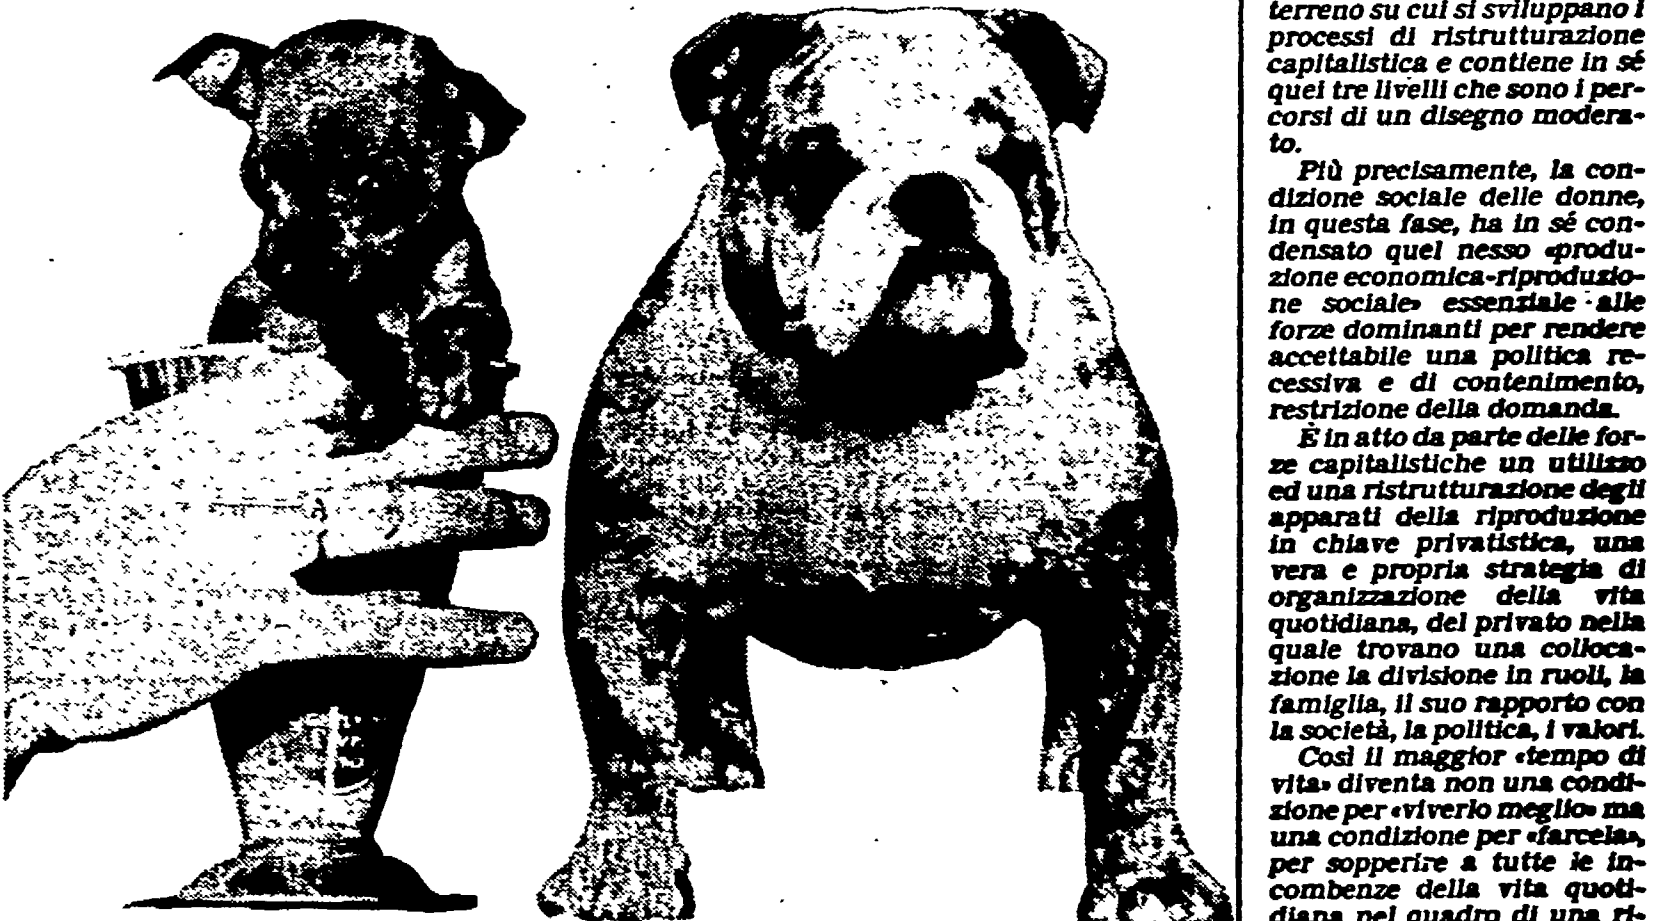 terreno su cui si sviluppano i
processi di ristrutturazione
capitalistica e contiene in sé
quei tre livelli che sono i per-
corsi di un disegno modera-
to.
Più precisamente, la con-
dizione sociale delle donne,
in questa fase, ha in sé con-
densato quel nesso «produ-
zione economica-riproduzio-
ne sociale» essenziale alle
forze dominanti per rendere
accettabile una politica re-
cessiva e di contenimento,
restrizione della domanda.
È in atto da parte delle for-
ze capitalistiche un utilizzo
ed una ristrutturazione degli
apparati della riproduzione
in chiave privatistica, una
vera e propria strategia di
organizzazione della vita
quotidiana, del privato nella
quale trovano una colloca-
zione la divisione in ruoli, la
famiglia, il suo rapporto con
la società, la politica, i valori.
Così il maggior «tempo di
vita» diventa non una condi-
zione per «viverlo meglio» ma
una condizione per «farcela»,
per sopperire a tutte le in-
combenze della vita quoti-
diana nel quadro di una ri-